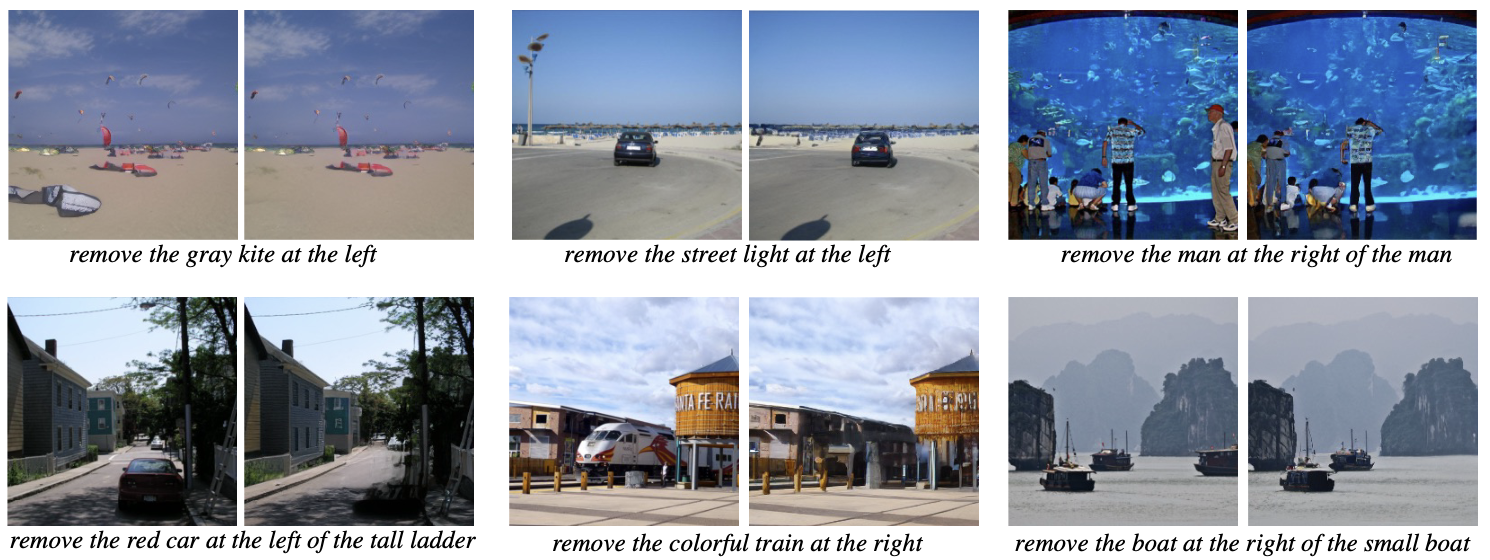 remove the gray kite at the left
remove the street light at the left
remove the man at the right of the man
SANTA FE RAI
remove the red car at the left of the tall ladder
remove the colorful train at the right
remove the boat at the right of the small boat